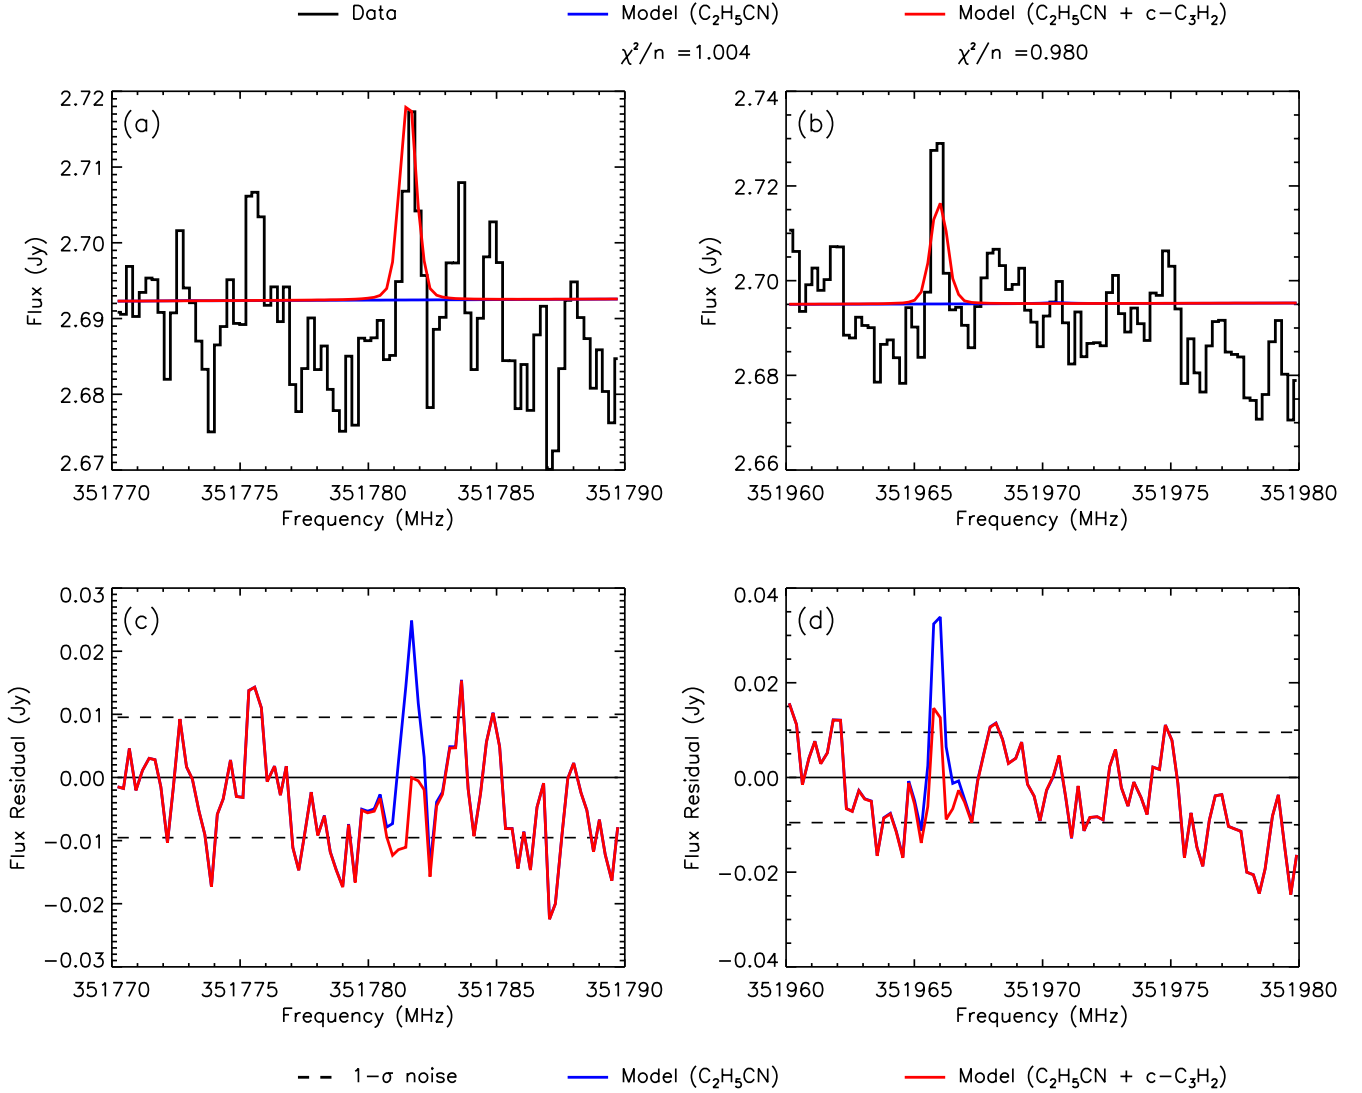 Data Model (C₂H₅CN) Model (C₂H₅CN + c−C₃H₂)
χ²/n =1.004 χ²/n =0.980
(a)
2.72
2.71
2.70
2.69
2.68
2.67
Flux (Jy)
351770 351775 351780 351785 351790
Frequency (MHz)
(b)
2.74
2.72
2.70
2.68
2.66
Flux (Jy)
351960 351965 351970 351975 351980
Frequency (MHz)
(c)
0.03
0.02
0.01
0.00
−0.01
−0.02
−0.03
Flux Residual (Jy)
351770 351775 351780 351785 351790
Frequency (MHz)
(d)
0.04
0.02
0.00
−0.02
−0.04
Flux Residual (Jy)
351960 351965 351970 351975 351980
Frequency (MHz)
1−σ noise Model (C₂H₅CN) Model (C₂H₅CN + c−C₃H₂)